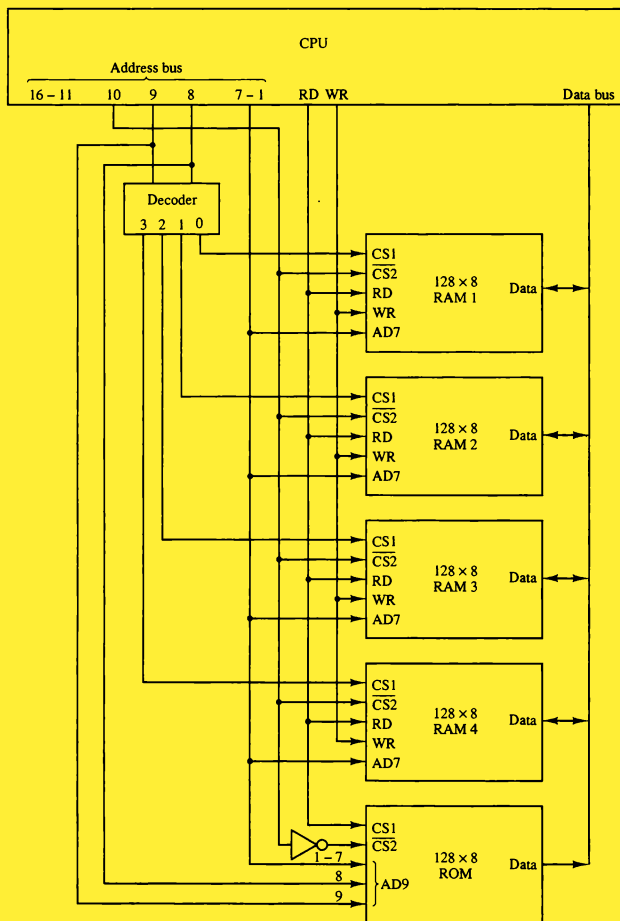 CPU
Address bus
16 – 11 10 9 8 7 – 1 RD WR Data bus
Decoder
3 2 1 0
CS1
CS2
RD
WR
AD7
128 × 8
RAM 1
Data
CS1
CS2
RD
WR
AD7
128 × 8
RAM 2
Data
CS1
CS2
RD
WR
AD7
128 × 8
RAM 3
Data
CS1
CS2
RD
WR
AD7
128 × 8
RAM 4
Data
CS1
CS2
1 – 7
8
9
AD9
128 × 8
ROM
Data